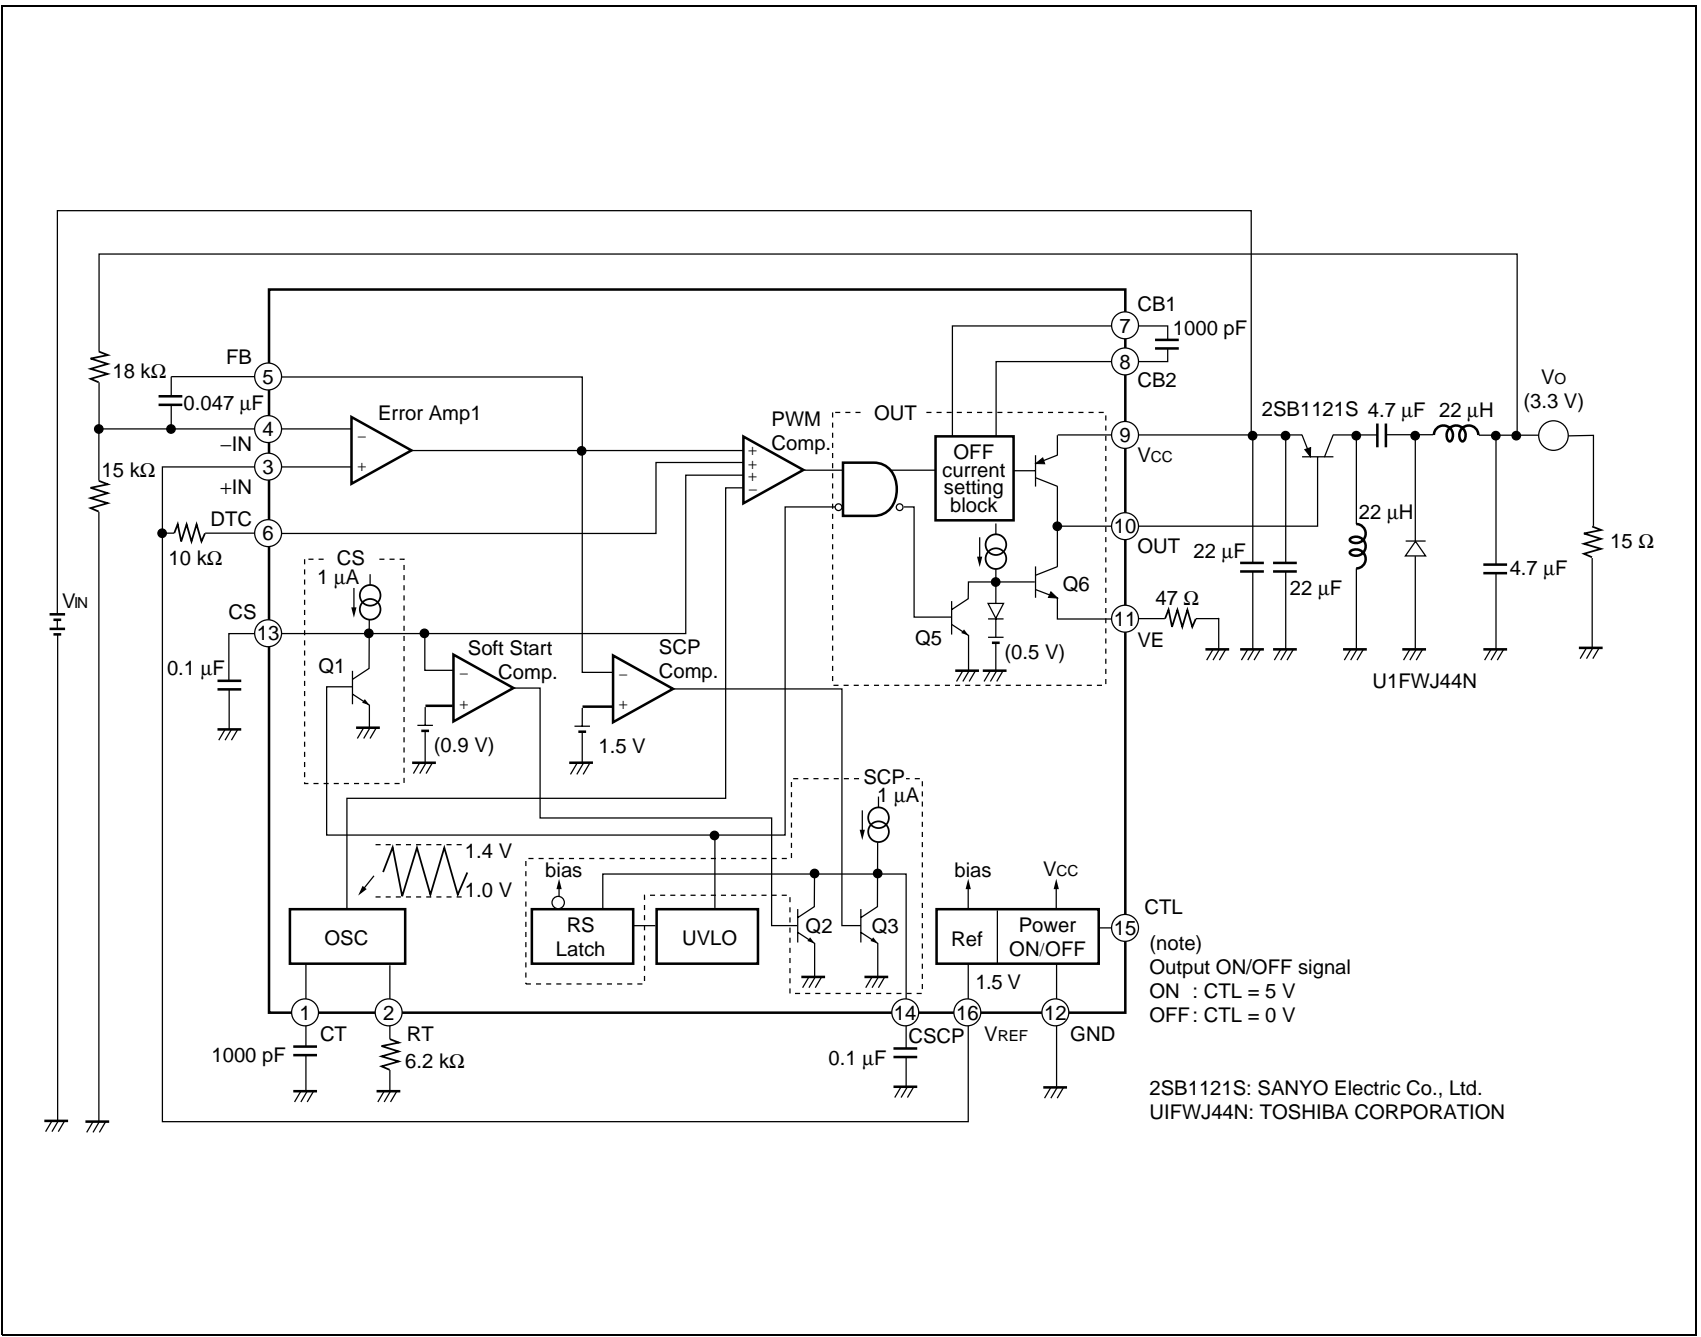 CB1
7
1000 pF
8
CB2
FB
5
18 kΩ
0.047 µF
4
−IN
Error Amp1
−
+
15 kΩ
3
+IN
DTC
6
10 kΩ
PWM
Comp.
+
+
+
−
OUT
OFF
current
setting
block
9
VCC
10
OUT
Q6
Q5
(0.5 V)
11
VE
47 Ω
2SB1121S
4.7 µF
22 µH
VO
(3.3 V)
22 µH
22 µF
22 µF
4.7 µF
15 Ω
U1FWJ44N
VIN
CS
1 µA
CS
13
0.1 µF
Q1
Soft Start
Comp.
−
+
(0.9 V)
SCP
Comp.
−
+
1.5 V
SCP
1 µA
1.4 V
1.0 V
OSC
bias
RS
Latch
UVLO
Q2
Q3
bias
VCC
Ref
Power
ON/OFF
1.5 V
15
CTL
(note)
Output ON/OFF signal
ON : CTL = 5 V
OFF : CTL = 0 V
1
CT
1000 pF
2
RT
6.2 kΩ
14
CSCP
0.1 µF
16
VREF
12
GND
2SB1121S: SANYO Electric Co., Ltd.
UIFWJ44N: TOSHIBA CORPORATION